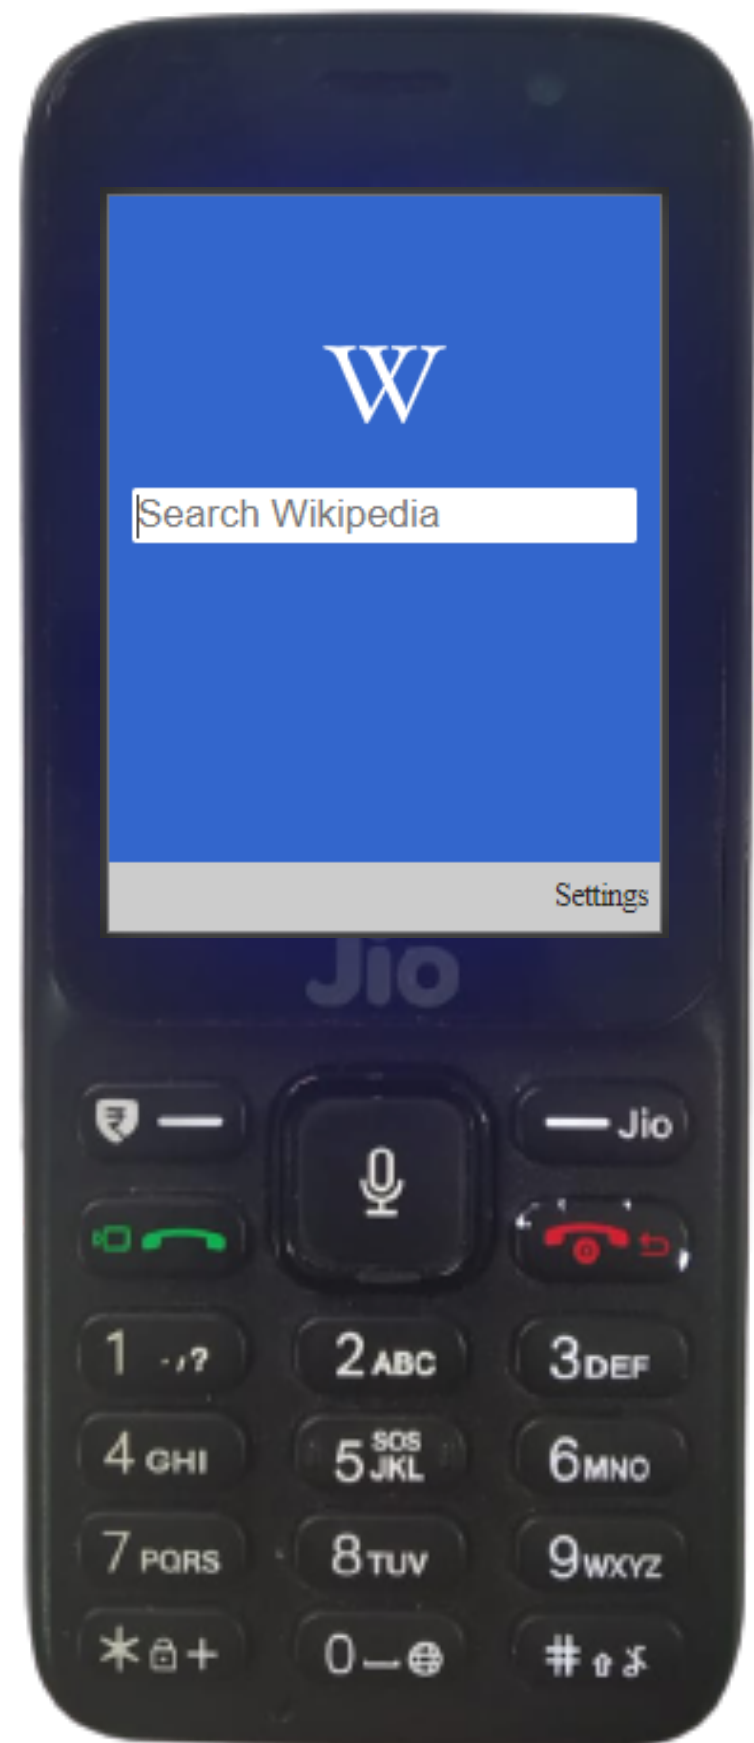 W
Search Wikipedia
Settings
Jio
₹ Jio
1 .,?
2 ABC
3 DEF
4 GHI
5 SOS JKL
6 MNO
7 PQRS
8 TUV
9 WXYZ
* +
0
#